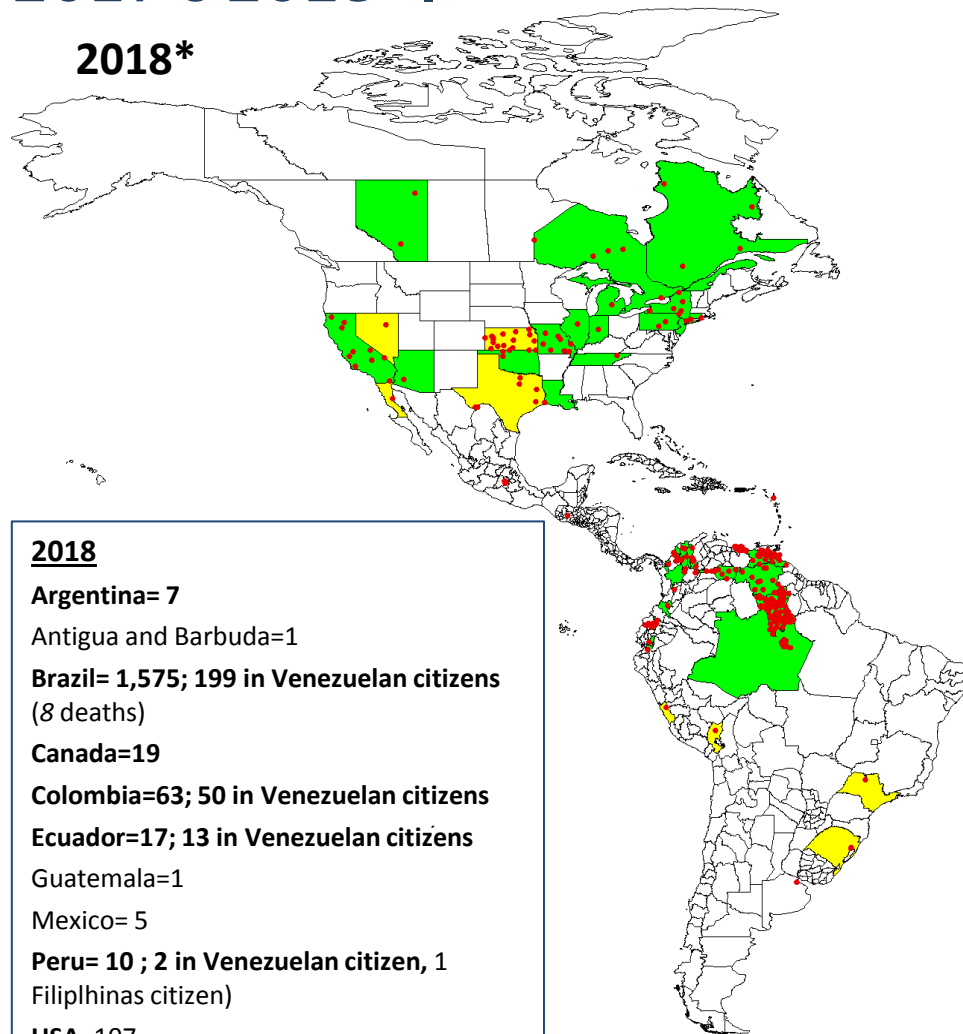 2018*
2018
Argentina= 7
Antigua and Barbuda=1
Brazil= 1,575; 199 in Venezuelan citizens
(8 deaths)
Canada=19
Colombia=63; 50 in Venezuelan citizens
Ecuador=17; 13 in Venezuelan citizens
Guatemala=1
Mexico= 5
Peru= 10 ; 2 in Venezuelan citizen, 1
Filiplhinas citizen)